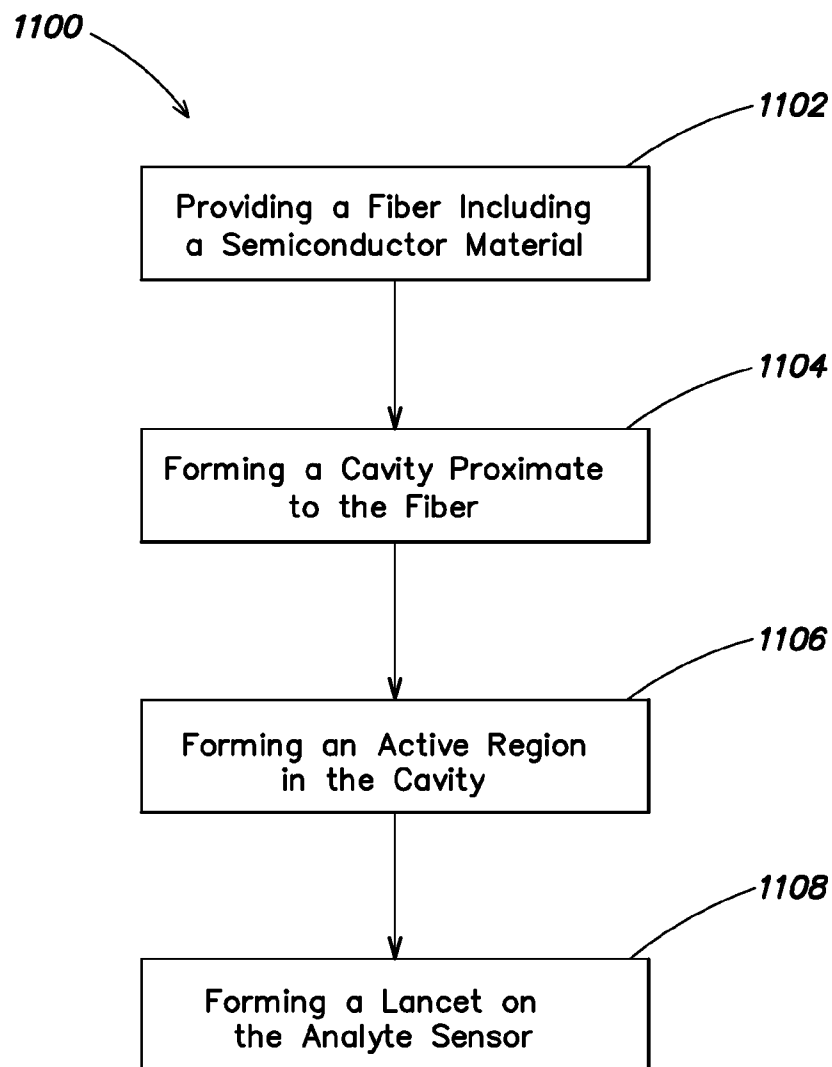 1100
1102
Providing a Fiber Including
a Semiconductor Material
1104
Forming a Cavity Proximate
to the Fiber
1106
Forming an Active Region
in the Cavity
1108
Forming a Lancet on
the Analyte Sensor